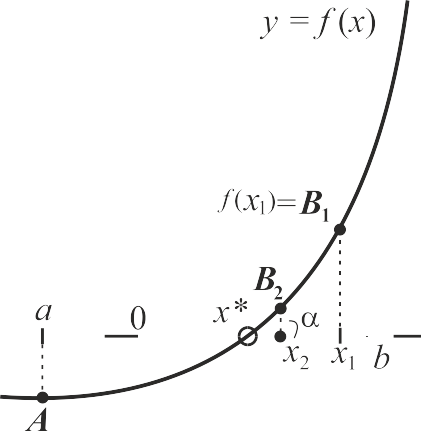 y = f(x)
f(x₁)= B₁
B₂
a
0
x*
α
x₂
x₁
b
A